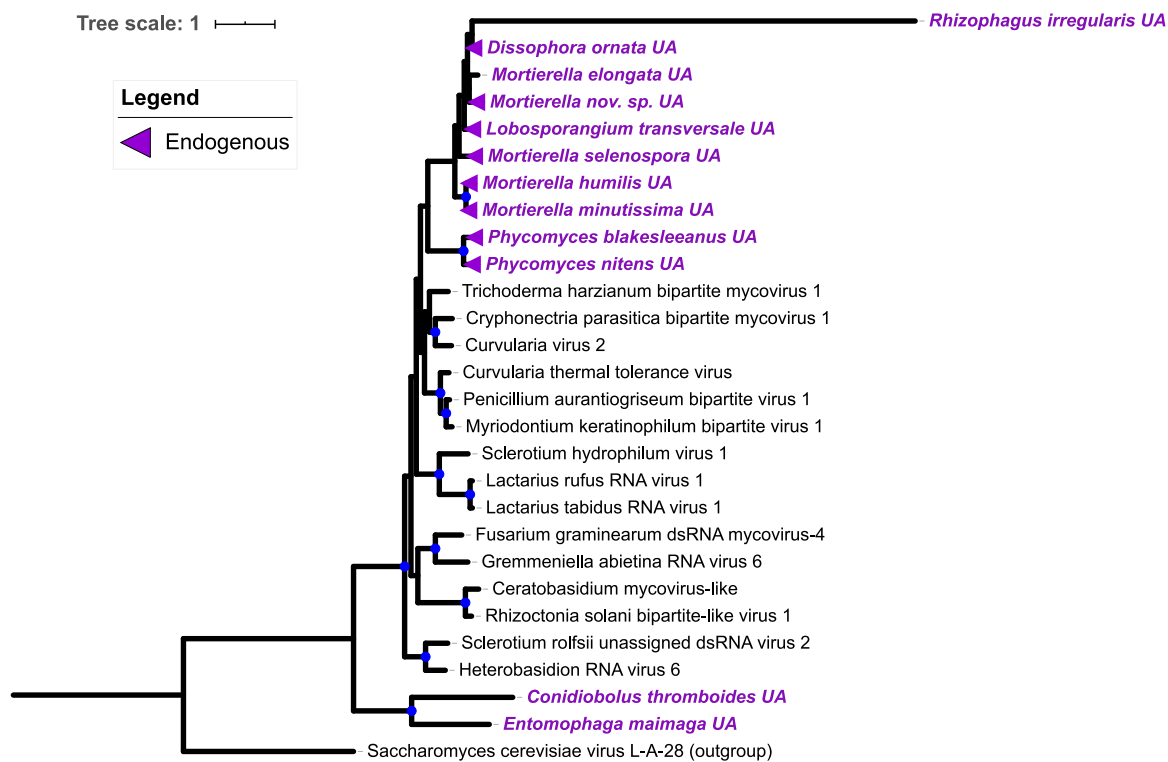 Tree scale: 1
Legend
Endogenous
Rhizophagus irregularis UA
Dissophora ornata UA
Mortierella elongata UA
Mortierella nov. sp. UA
Lobosporangium transversale UA
Mortierella selenospora UA
Mortierella humilis UA
Mortierella minutissima UA
Phycomyces blakesleeanus UA
Phycomyces nitens UA
Trichoderma harzianum bipartite mycovirus 1
Cryphonectria parasitica bipartite mycovirus 1
Curvularia virus 2
Curvularia thermal tolerance virus
Penicillium aurantiogriseum bipartite virus 1
Myriodontium keratinophilum bipartite virus 1
Sclerotium hydrophilum virus 1
Lactarius rufus RNA virus 1
Lactarius tabidus RNA virus 1
Fusarium graminearum dsRNA mycovirus-4
Gremmeniella abietina RNA virus 6
Ceratobasidium mycovirus-like
Rhizoctonia solani bipartite-like virus 1
Sclerotium rolfsii unassigned dsRNA virus 2
Heterobasidion RNA virus 6
Conidiobolus thromboides UA
Entomophaga maimaga UA
Saccharomyces cerevisiae virus L-A-28 (outgroup)